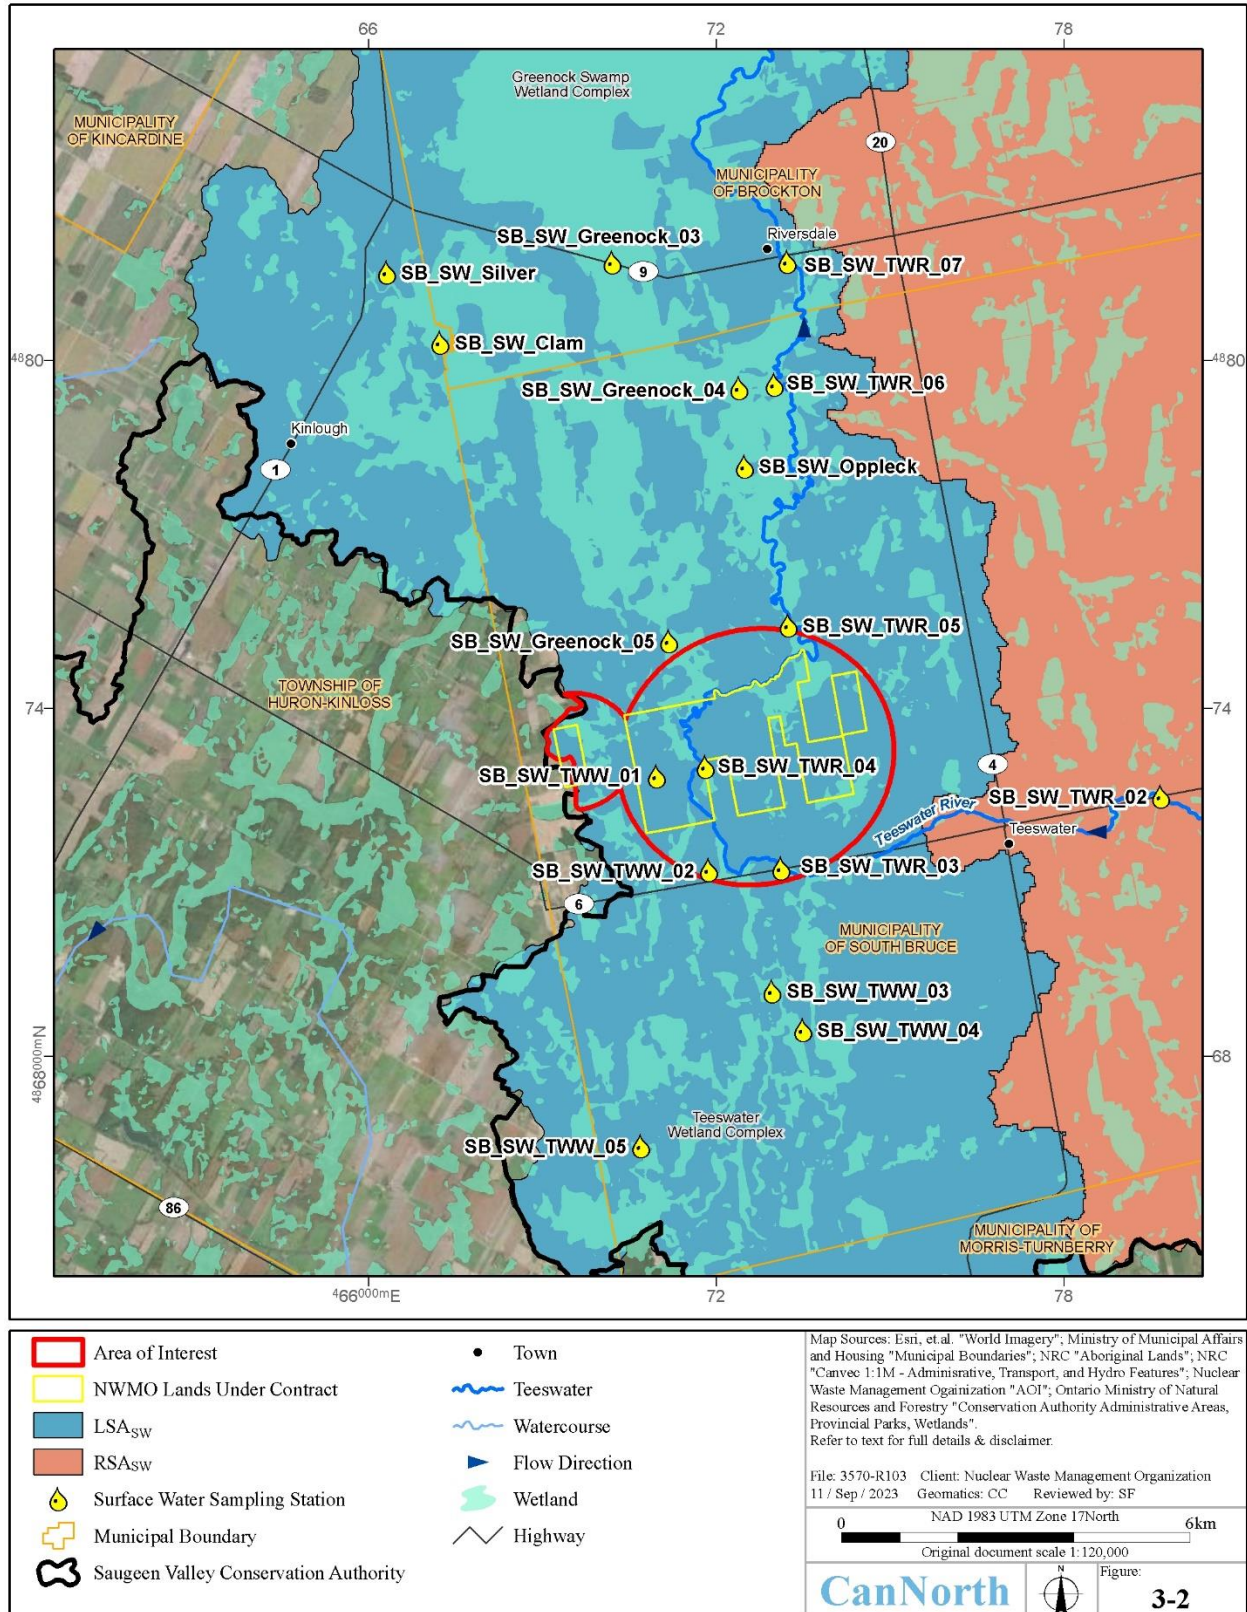 66 72 78
Greenock Swamp
Wetland Complex
MUNICIPALITY
OF KINCARDINE
20
MUNICIPALITY
OF BROCKTON
SB_SW_Greenock_03
Riversdale
SB_SW_Silver
9
SB_SW_TWR_07
SB_SW_Clam
4880
80
SB_SW_Greenock_04
SB_SW_TWR_06
Kinlough
1
SB_SW_Oppleck
SB_SW_Greenock_05
SB_SW_TWR_05
TOWNSHIP OF
HURON-KINLOSS
74
74
SB_SW_TWW_01
SB_SW_TWR_04
4
SB_SW_TWR_02
Teeswater River
Teeswater
SB_SW_TWW_02
SB_SW_TWR_03
6
MUNICIPALITY
OF SOUTH BRUCE
SB_SW_TWW_03
SB_SW_TWW_04
4868000mN
68
Teeswater
Wetland Complex
SB_SW_TWW_05
86
MUNICIPALITY OF
MORRIS-TURNBERRY
466000mE 72 78
Area of Interest
NWMO Lands Under Contract
LSASW
RSASW
Surface Water Sampling Station
Municipal Boundary
Saugeen Valley Conservation Authority
Town
Teeswater
Watercourse
Flow Direction
Wetland
Highway
Map Sources: Esri, et.al. "World Imagery"; Ministry of Municipal Affairs
and Housing "Municipal Boundaries"; NRC "Aboriginal Lands"; NRC
"Canvec 1:1M - Adminisrative, Transport, and Hydro Features"; Nuclear
Waste Management Ogainization "AOI"; Ontario Ministry of Natural
Resources and Forestry "Conservation Authority Administrative Areas,
Provincial Parks, Wetlands".
Refer to text for full details & disclaimer.
File: 3570-R103 Client: Nuclear Waste Management Organization
11 / Sep / 2023 Geomatics: CC Reviewed by: SF
NAD 1983 UTM Zone 17North
0 6km
Original document scale 1:120,000
CanNorth
N
Figure:
3-2